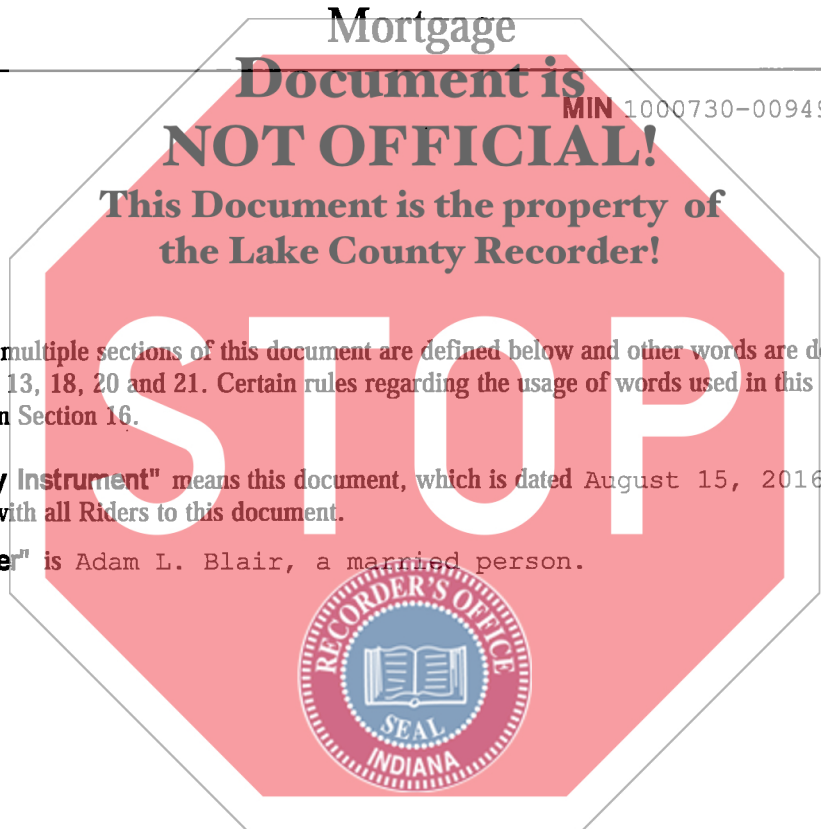 Mortgage
Document is
MIN 1000730-00949
NOT OFFICIAL!
This Document is the property of
the Lake County Recorder!
STOP
multiple sections of this document are defined below and other words are d
13, 18, 20 and 21. Certain rules regarding the usage of words used in this
n Section 16.
y Instrument" means this document, which is dated August 15, 2016
with all Riders to this document.
er" is Adam L. Blair, a married person.
RECORDER'S OFFICE
SEAL
INDIANA